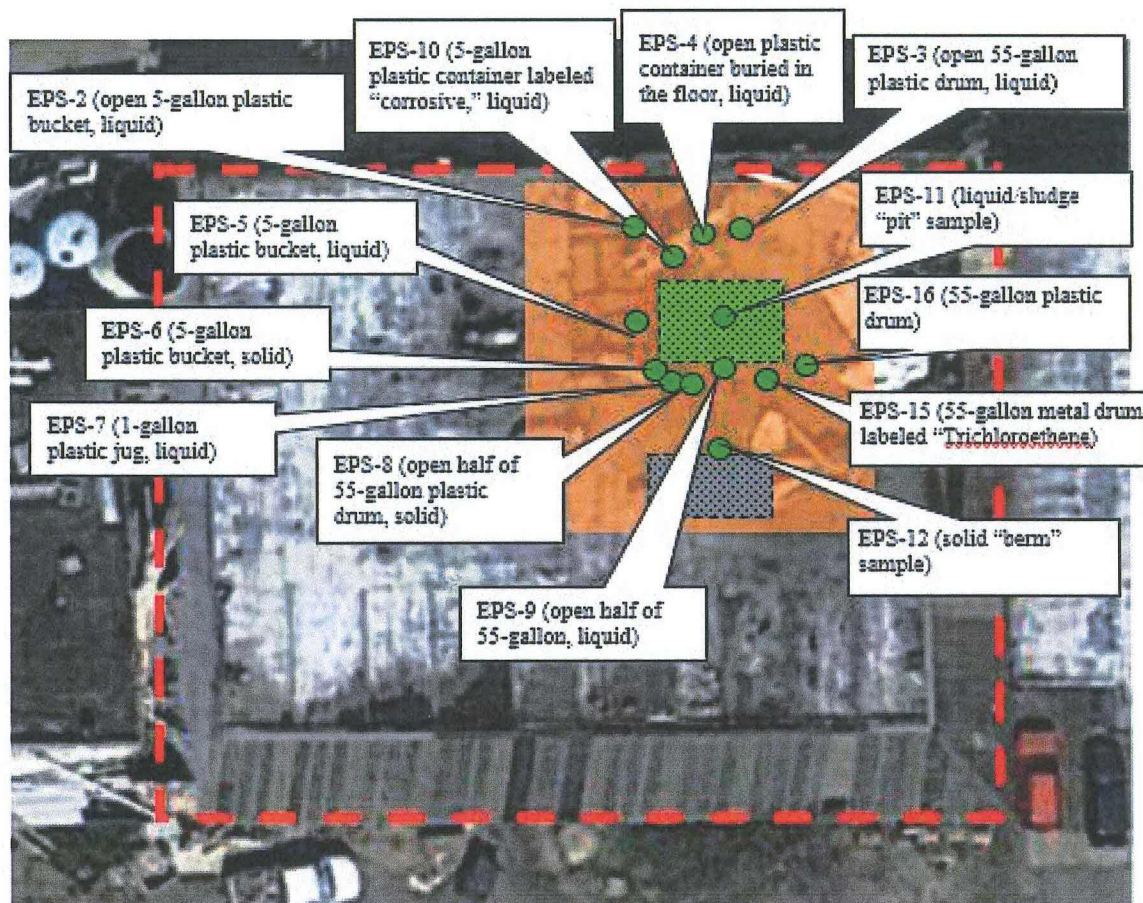 EPS-10 (5-gallon
plastic container labeled
“corrosive,” liquid)
EPS-4 (open plastic
container buried in
the floor, liquid)
EPS-3 (open 55-gallon
plastic drum, liquid)
EPS-2 (open 5-gallon plastic
bucket, liquid)
EPS-11 (liquid/sludge
“pit” sample)
EPS-5 (5-gallon
plastic bucket, liquid)
EPS-16 (55-gallon plastic
drum)
EPS-6 (5-gallon
plastic bucket, solid)
EPS-15 (55-gallon metal drum
labeled “Trichloroethene)
EPS-7 (1-gallon
plastic jug, liquid)
EPS-8 (open half of
55-gallon plastic
drum, solid)
EPS-12 (solid “berm”
sample)
EPS-9 (open half of
55-gallon, liquid)